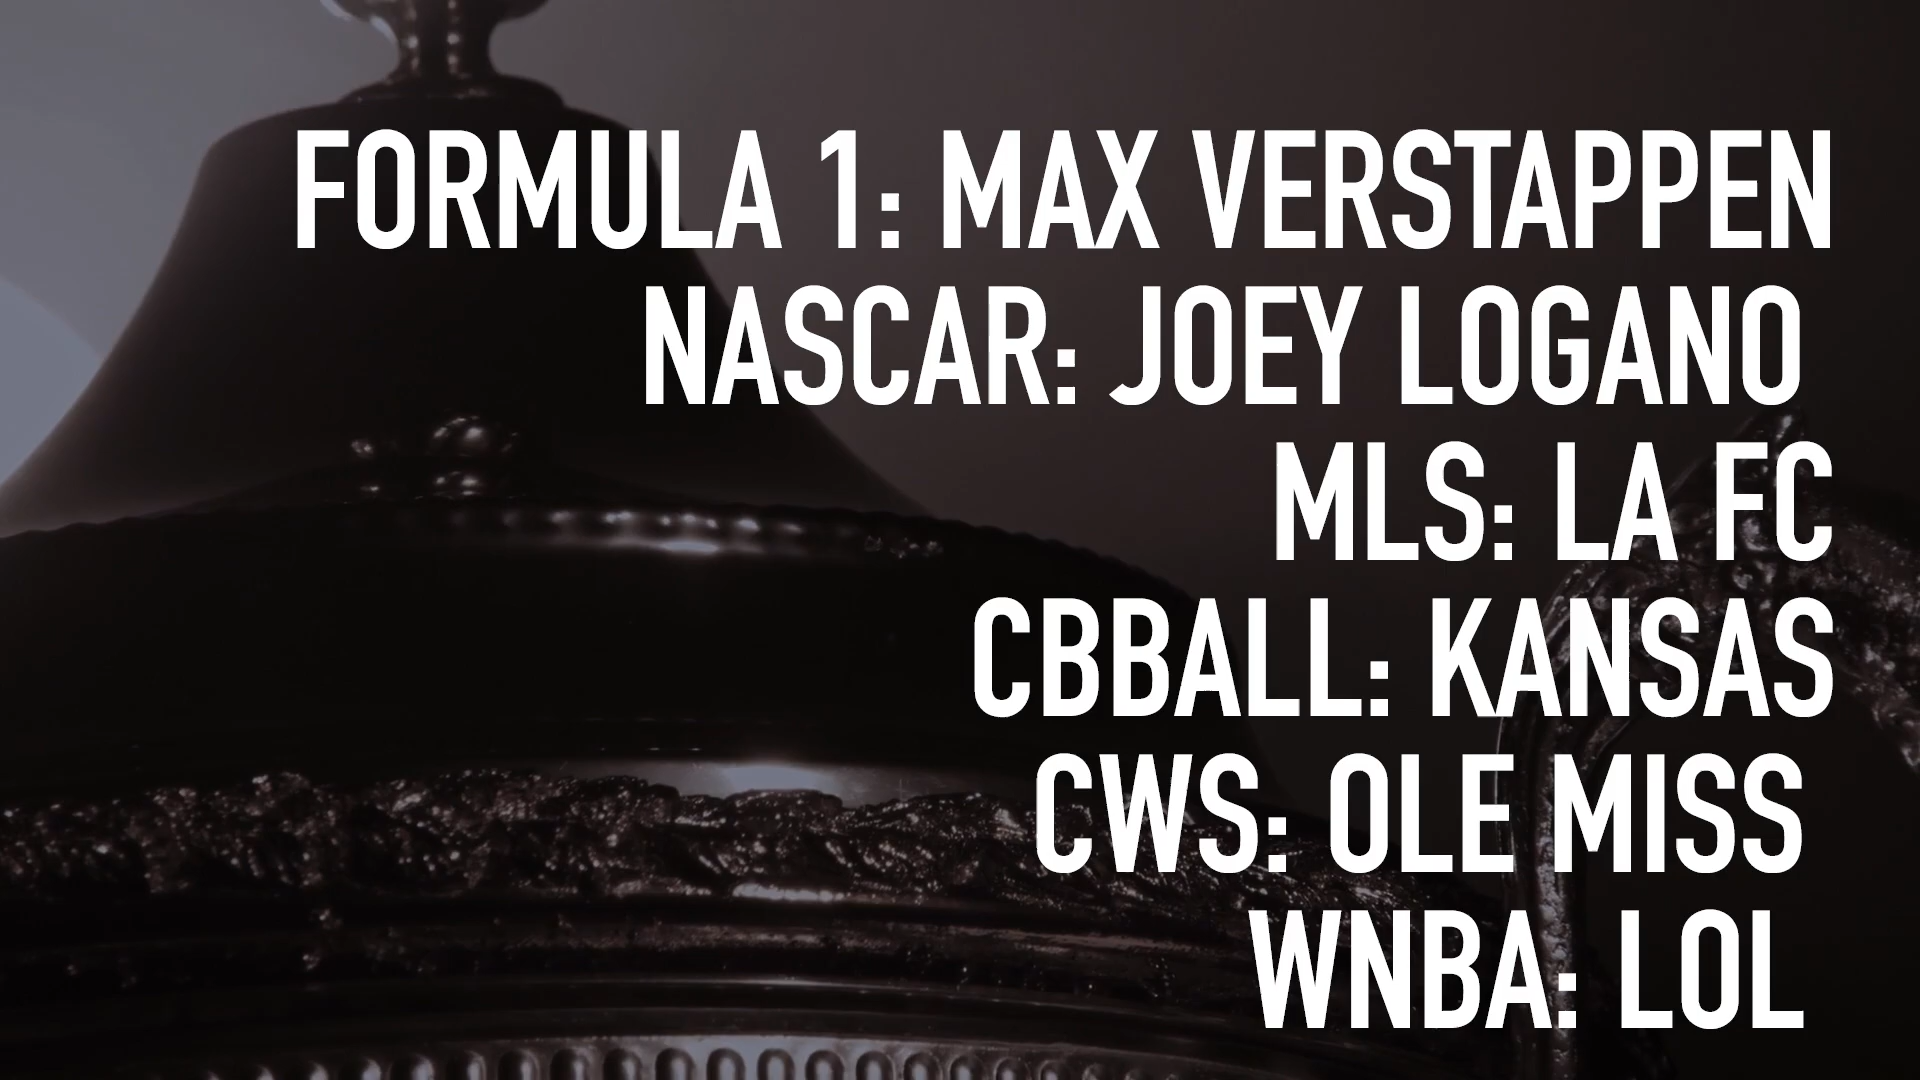 FORMULA 1: MAX VERSTAPPEN
NASCAR: JOEY LOGANO
MLS: LA FC
CBBALL: KANSAS
CWS: OLE MISS
WNBA: LOL